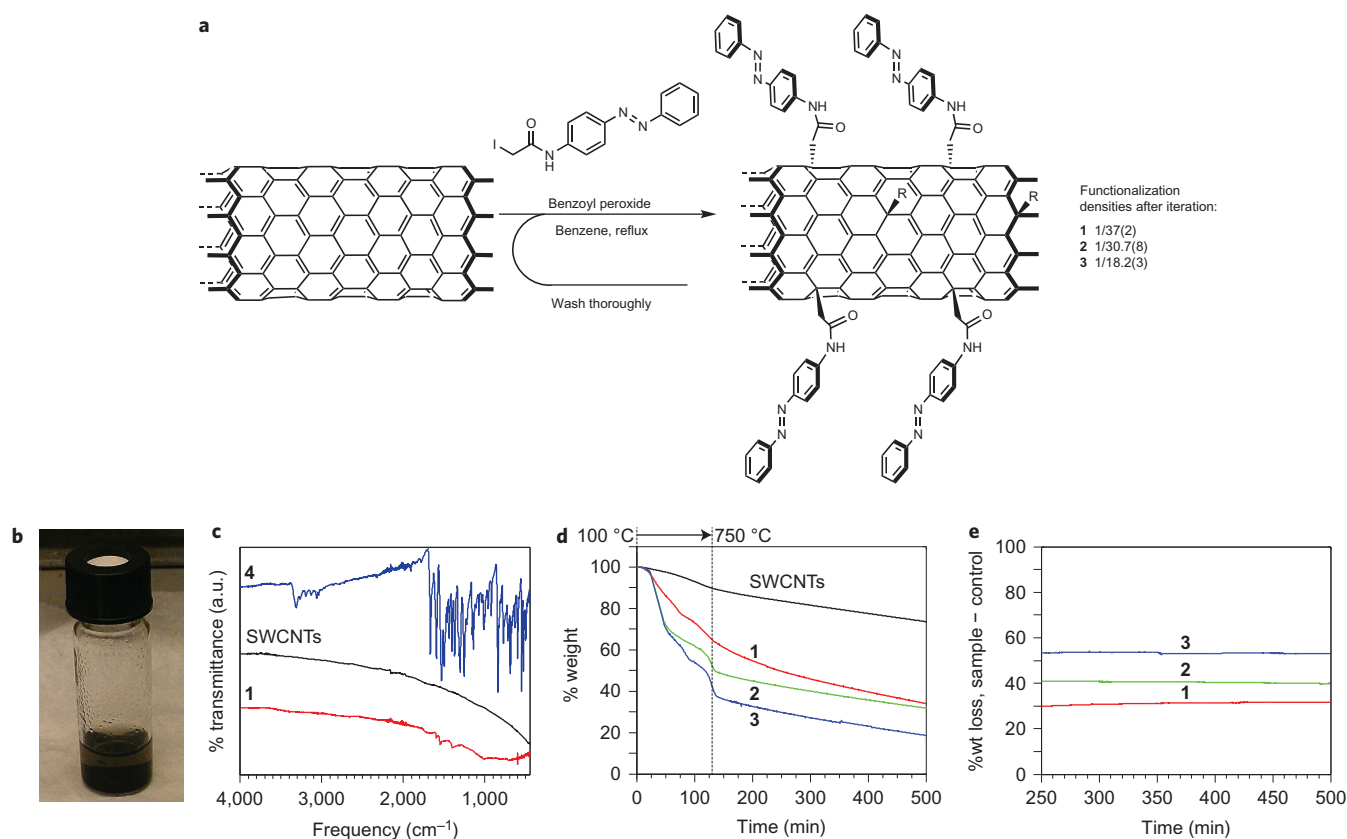 a
N
N
NH
O
N
N
NH
O
I
O
N
H
N
N
Benzoyl peroxide
Benzene, reflux
Wash thoroughly
R
R
Functionalization
densities after iteration:
1 1/37(2)
2 1/30.7(8)
3 1/18.2(3)
O
NH
N
N
O
NH
N
N
b
c
% transmittance (a.u.)
4
SWCNTs
1
4,000 3,000 2,000 1,000
Frequency (cm⁻¹)
d
100 °C 750 °C
% weight
100
80
60
40
20
0
SWCNTs
1
2
3
0 100 200 300 400 500
Time (min)
e
%wt loss, sample – control
100
80
60
40
20
0
3
2
1
250 300 350 400 450 500
Time (min)